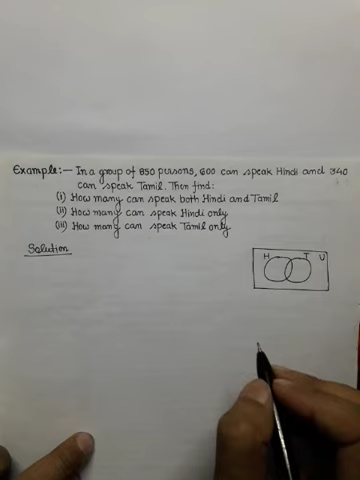 Example:— In a group of 850 persons, 600 can speak Hindi and 340
can speak Tamil. Then find:
(i) How many can speak both Hindi and Tamil
(ii) How many can speak Hindi only
(iii) How many can speak Tamil only.
Solution
H T U